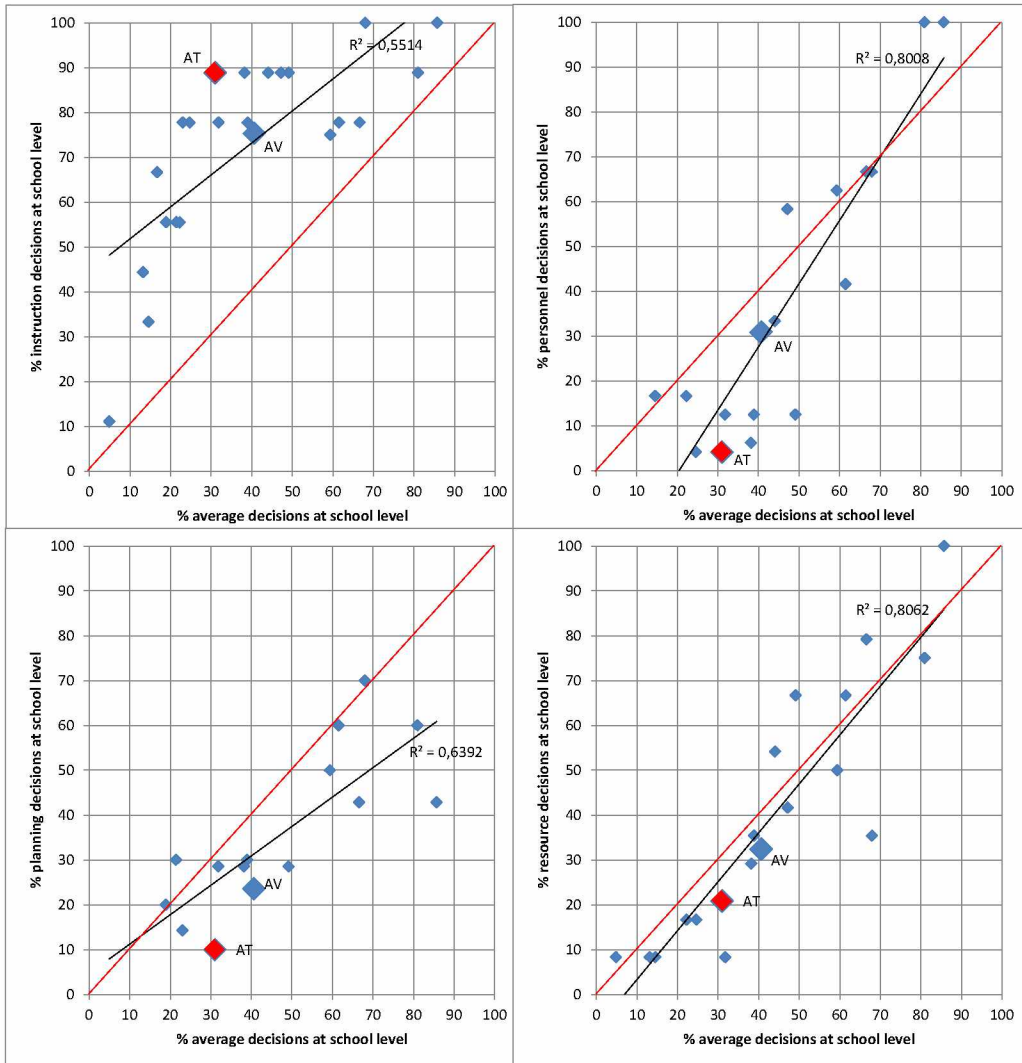 100
90
80
70
60
50
40
30
20
10
0
% instruction decisions at school level
R² = 0,5514
AT
AV
0 10 20 30 40 50 60 70 80 90 100
% average decisions at school level
100
90
80
70
60
50
40
30
20
10
0
% personnel decisions at school level
R² = 0,8008
AV
AT
0 10 20 30 40 50 60 70 80 90 100
% average decisions at school level
100
90
80
70
60
50
40
30
20
10
0
% planning decisions at school level
R² = 0,6392
AV
AT
0 10 20 30 40 50 60 70 80 90 100
% average decisions at school level
100
90
80
70
60
50
40
30
20
10
0
% resource decisions at school level
R² = 0,8062
AV
AT
0 10 20 30 40 50 60 70 80 90 100
% average decisions at school level